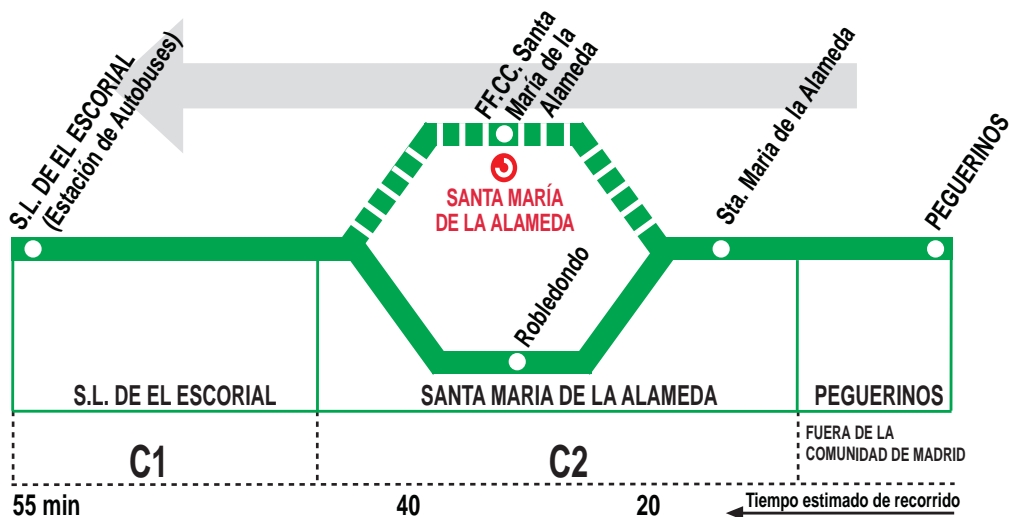 S.L. DE EL ESCORIAL
(Estación de Autobuses)
FF.CC. Santa
María de la
Alameda
Sta. Maria de la Alameda
PEGUERINOS
SANTA MARÍA
DE LA ALAMEDA
Robledondo
S.L. DE EL ESCORIAL
SANTA MARIA DE LA ALAMEDA
PEGUERINOS
C1
C2
FUERA DE LA
COMUNIDAD DE MADRID
55 min
40
20
Tiempo estimado de recorrido